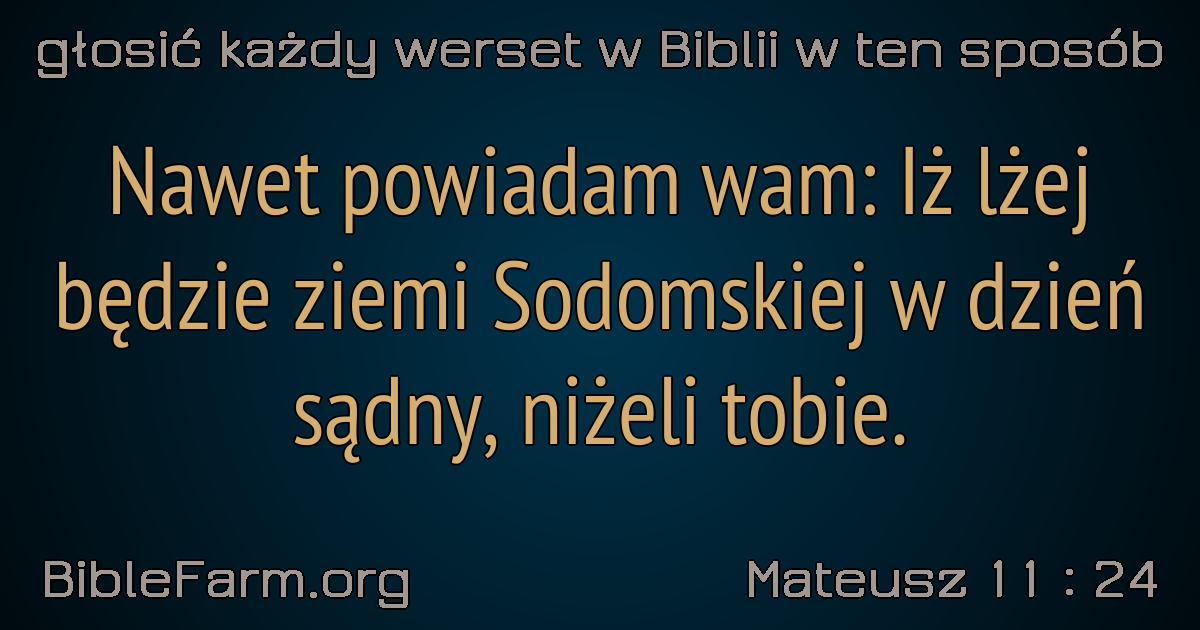 głosić każdy werset w Biblii w ten sposób
Nawet powiadam wam: Iż lżej
będzie ziemi Sodomskiej w dzień
sądny, niżeli tobie.
BibleFarm.org
Mateusz 11 : 24